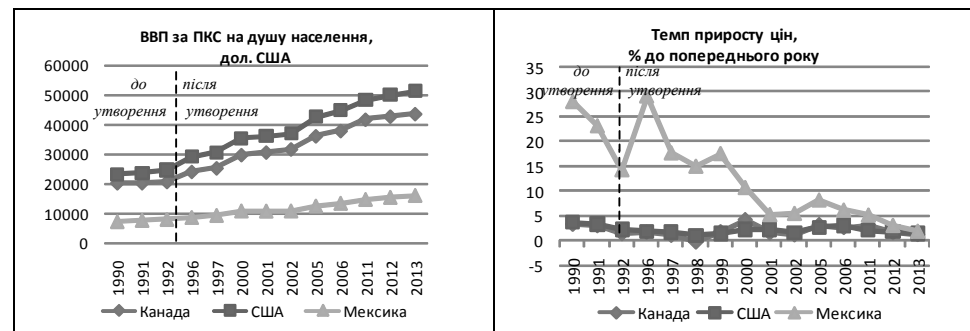 ВВП за ПКС на душу населення,
дол. США
60000
50000
40000
30000
20000
10000
0
до
утворення
після
утворення
1990
1991
1992
1996
1997
2000
2001
2002
2005
2006
2011
2012
2013
Канада
США
Мексика
Темп приросту цін,
% до попереднього року
35
30
25
20
15
10
5
0
-5
до
утворення
після
утворення
1990
1991
1992
1996
1997
1998
1999
2000
2001
2002
2005
2006
2011
2012
2013
Канада
США
Мексика